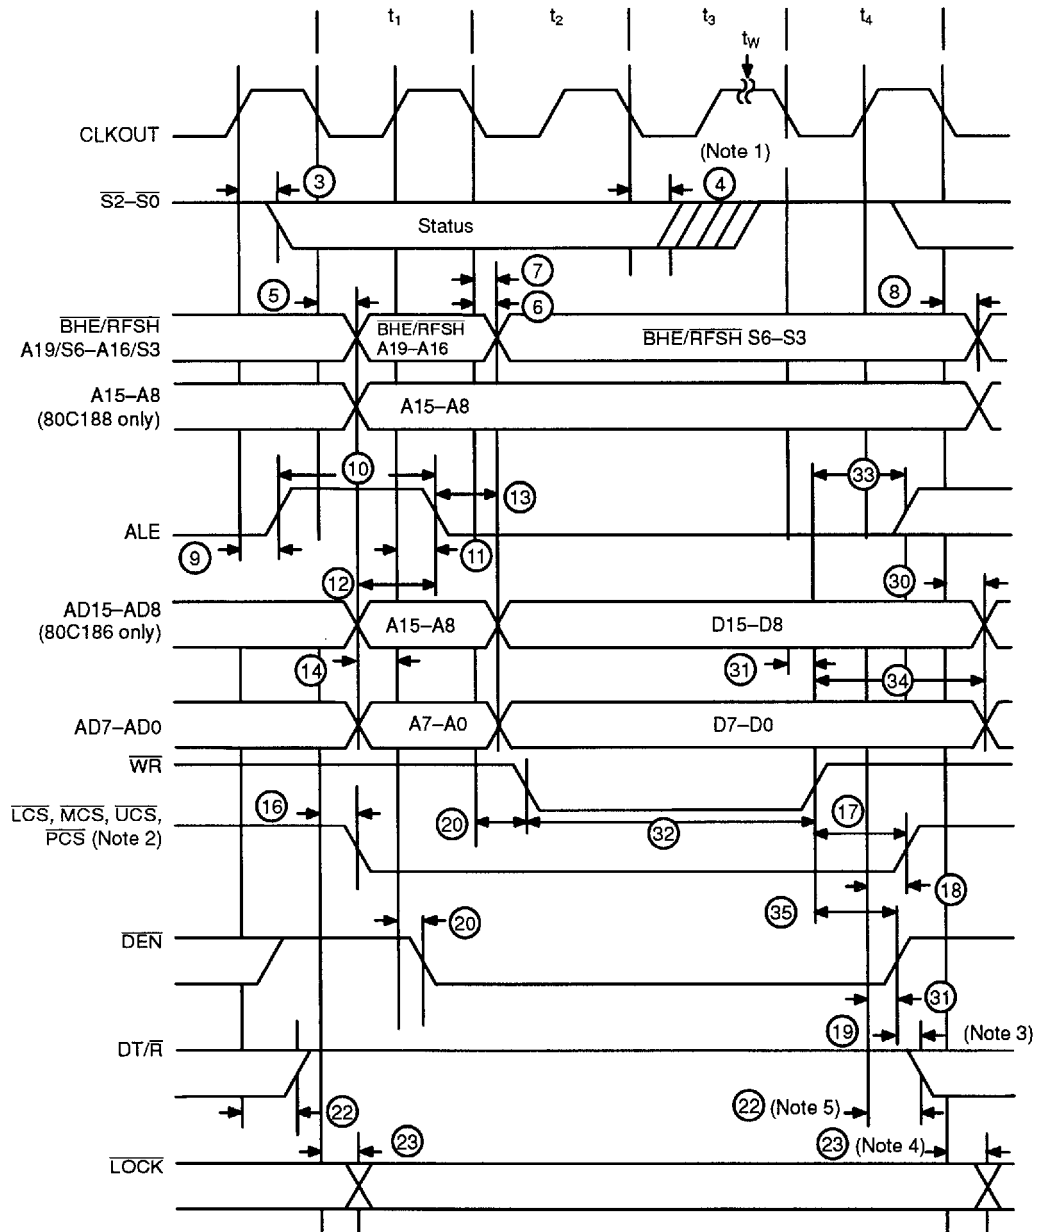 t1 t2 t3 t4
tW
CLKOUT
(Note 1)
3 4
S2–S0
Status
7
5 6 8
BHE/RFSH
A19/S6–A16/S3
BHE/RFSH
A19–A16
BHE/RFSH S6–S3
A15–A8
(80C188 only)
A15–A8
10 33
13
ALE
9 11
12 30
AD15–AD8
(80C186 only)
A15–A8
D15–D8
14 31 34
AD7–AD0
A7–A0
D7–D0
WR
LCS, MCS, UCS,
PCS (Note 2)
16 20 32 17
18
35
20
DEN
31
19 (Note 3)
DT/R
22 22 (Note 5)
23 23 (Note 4)
LOCK